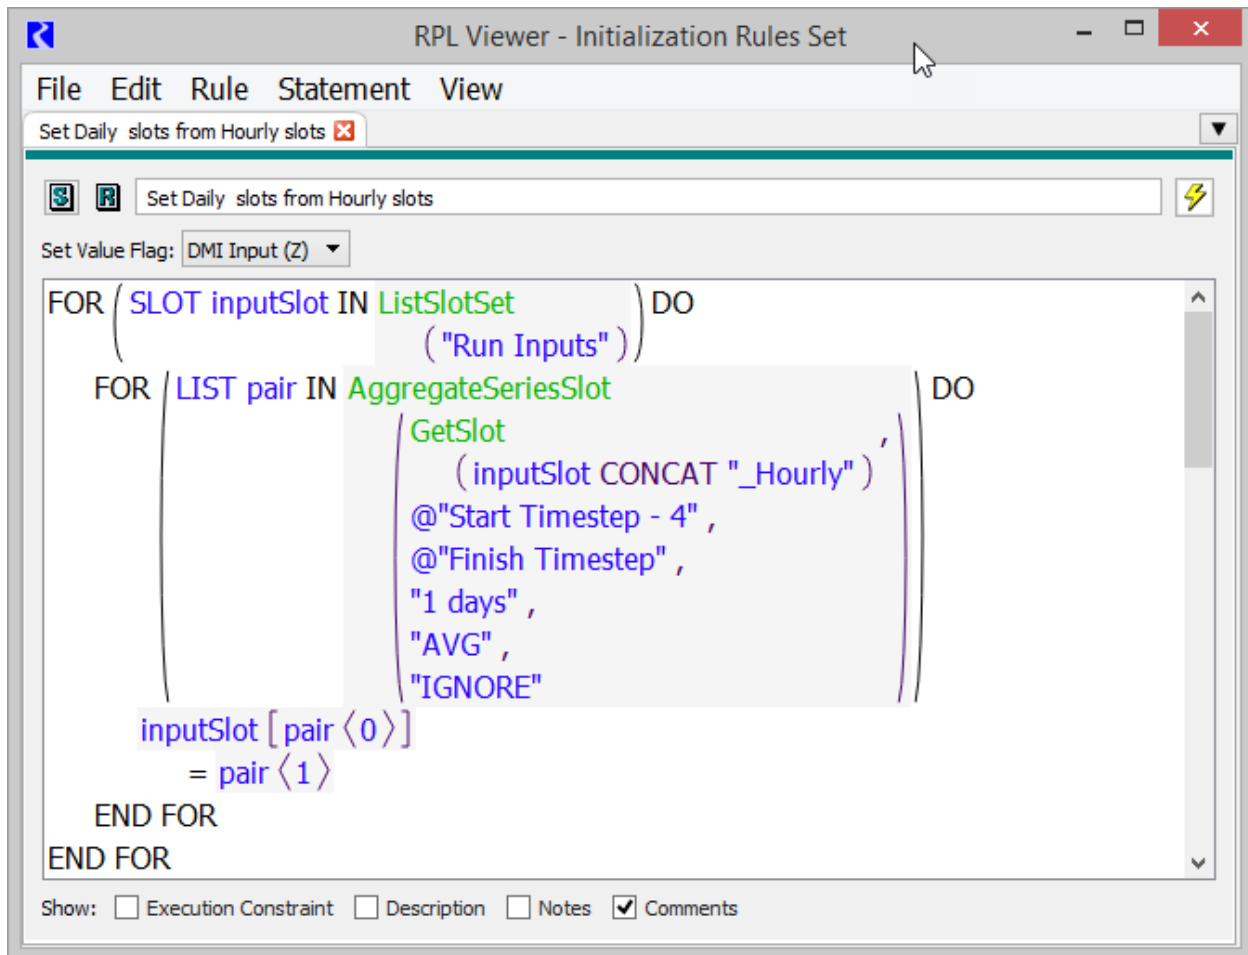 RPL Viewer - Initialization Rules Set
File Edit Rule Statement View
Set Daily slots from Hourly slots
S R Set Daily slots from Hourly slots
Set Value Flag: DMI Input (Z)
FOR ( SLOT inputSlot IN ListSlotSet ) DO
( "Run Inputs" )
FOR ( LIST pair IN AggregateSeriesSlot ) DO
( GetSlot ,
( inputSlot CONCAT "_Hourly" )
@"Start Timestep - 4" ,
@"Finish Timestep" ,
"1 days" ,
"AVG" ,
"IGNORE" )
inputSlot [ pair 〈0〉]
= pair 〈1〉
END FOR
END FOR
Show: Execution Constraint Description Notes Comments